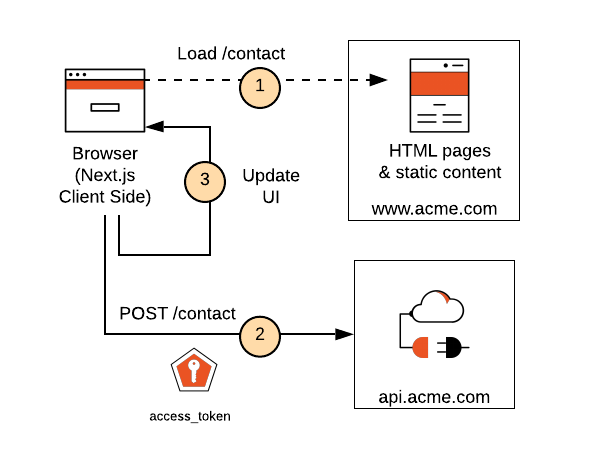 Load /contact
1
Browser
(Next.js
Client Side)
HTML pages
& static content
www.acme.com
3
Update
UI
POST /contact
2
access_token
api.acme.com